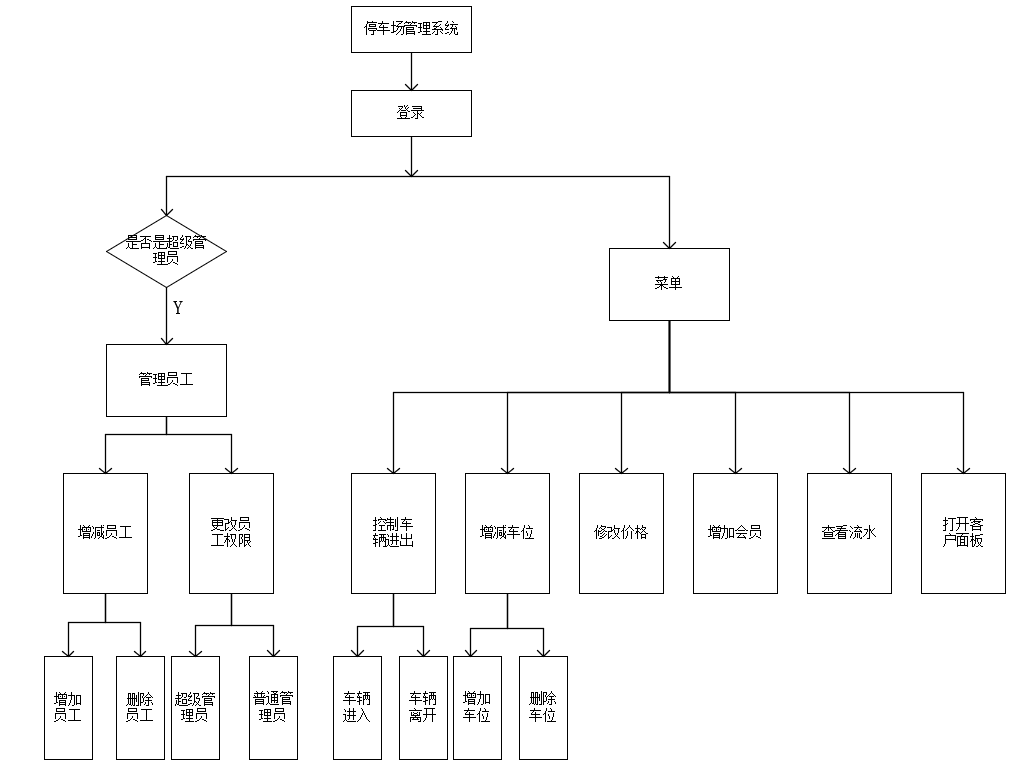 停车场管理系统
登录
是否是超级管
理员
Y
菜单
管理员工
增减员工
更改员
工权限
控制车
辆进出
增减车位
修改价格
增加会员
查看流水
打开客
户面板
增加
员工
删除
员工
超级管
理员
普通管
理员
车辆
进入
车辆
离开
增加
车位
删除
车位